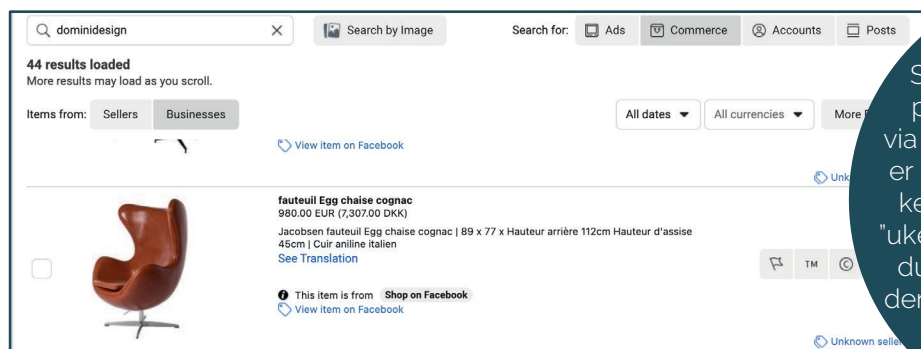 dominidesign
Search by Image
Search for:
Ads
Commerce
Accounts
Posts
44 results loaded
More results may load as you scroll.
Items from:
Sellers
Businesses
All dates
All currencies
More
View item on Facebook
fauteuil Egg chaise cognac
980.00 EUR (7,307.00 DKK)
Jacobsen fauteuil Egg chaise cognac | 89 x 77 x Hauteur arrière 112cm Hauteur d'assise
45cm | Cuir aniline italien
See Translation
TM
©
This item is from Shop on Facebook
View item on Facebook
Unknown
via
er